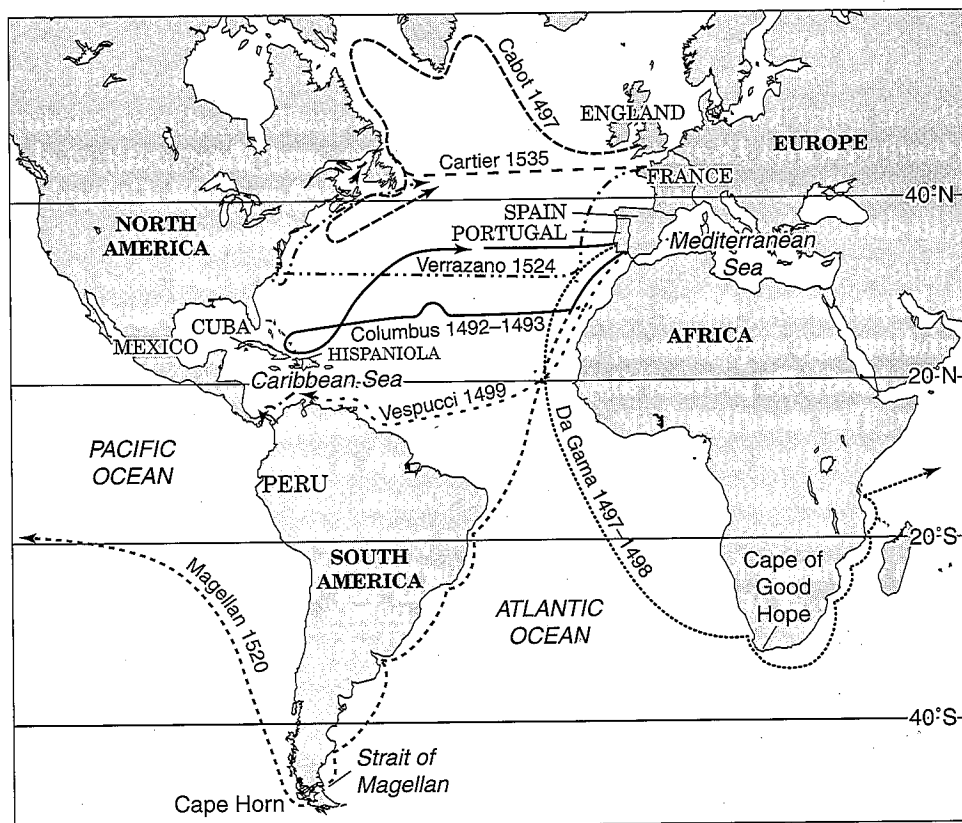 Cabot 1497
ENGLAND
EUROPE
Cartier 1535
FRANCE
40°N
NORTH
AMERICA
SPAIN
PORTUGAL
Mediterranean
Sea
Verrazano 1524
CUBA
MEXICO
Columbus 1492–1493
HISPANIOLA
AFRICA
Caribbean Sea
20°N
Vespucci 1499
PACIFIC
OCEAN
PERU
Da Gama 1497–1498
20°S
SOUTH
AMERICA
Magellan 1520
ATLANTIC
OCEAN
Cape of
Good
Hope
40°S
Strait of
Magellan
Cape Horn